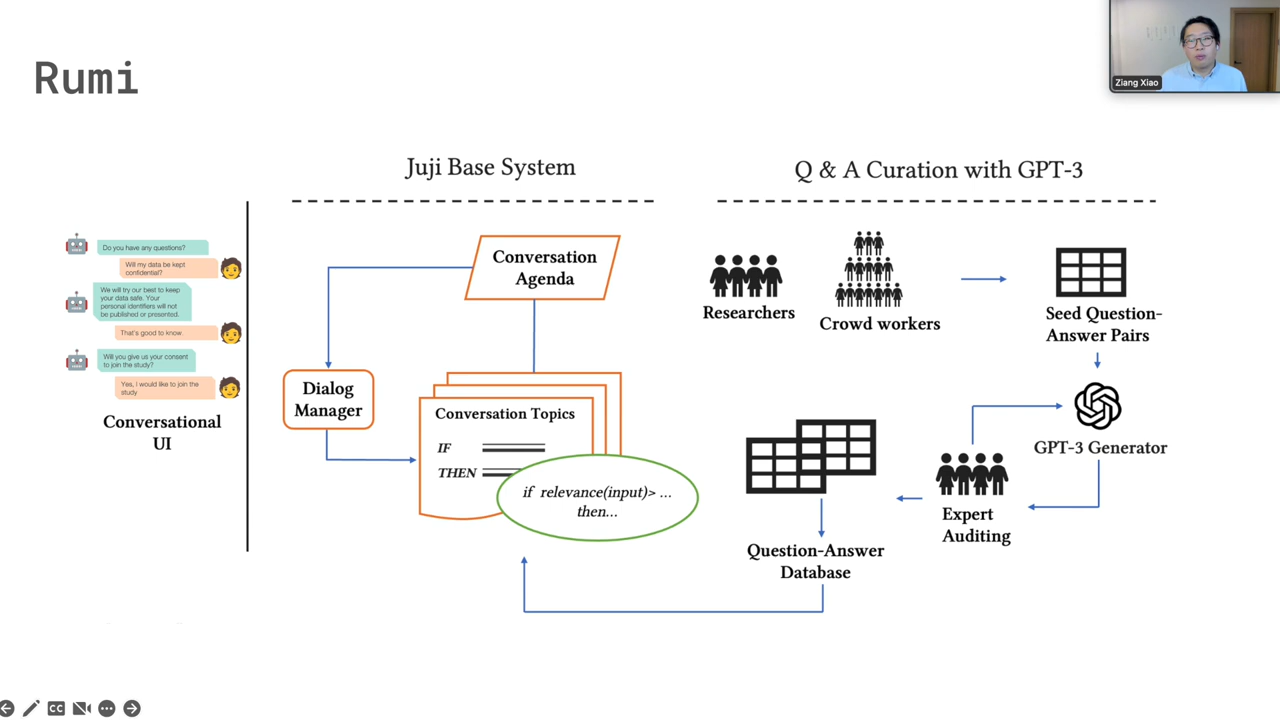 Rumi
Ziang Xiao
Juji Base System
Q & A Curation with GPT-3
Do you have any questions?
Will my data be kept
confidential?
We will try our best to keep
your data safe. Your
personal identifiers will not
be published or presented.
That's good to know.
Will you give us your consent
to join the study?
Yes, I would like to join the
study
Conversational
UI
Conversation
Agenda
Dialog
Manager
Conversation Topics
IF
THEN
if relevance(input)> ...
then...
Researchers
Crowd workers
Seed Question-
Answer Pairs
GPT-3 Generator
Expert
Auditing
Question-Answer
Database
CC